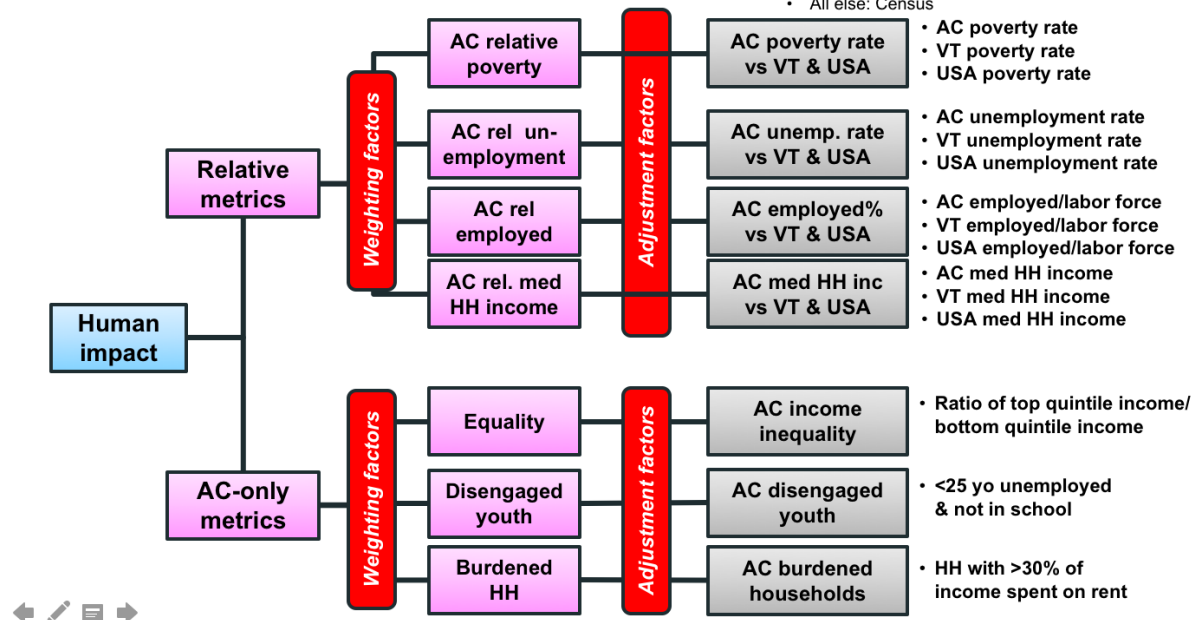 • All else: Census
AC relative
poverty
AC poverty rate
vs VT & USA
• AC poverty rate
• VT poverty rate
• USA poverty rate
Weighting factors
Adjustment factors
AC rel un-
employment
AC unemp. rate
vs VT & USA
• AC unemployment rate
• VT unemployment rate
• USA unemployment rate
Relative
metrics
AC rel
employed
AC employed%
vs VT & USA
• AC employed/labor force
• VT employed/labor force
• USA employed/labor force
AC rel. med
HH income
AC med HH inc
vs VT & USA
• AC med HH income
• VT med HH income
• USA med HH income
Human
impact
Equality
AC income
inequality
• Ratio of top quintile income/
bottom quintile income
Weighting factors
Adjustment factors
AC-only
metrics
Disengaged
youth
AC disengaged
youth
• <25 yo unemployed
& not in school
Burdened
HH
AC burdened
households
• HH with >30% of
income spent on rent